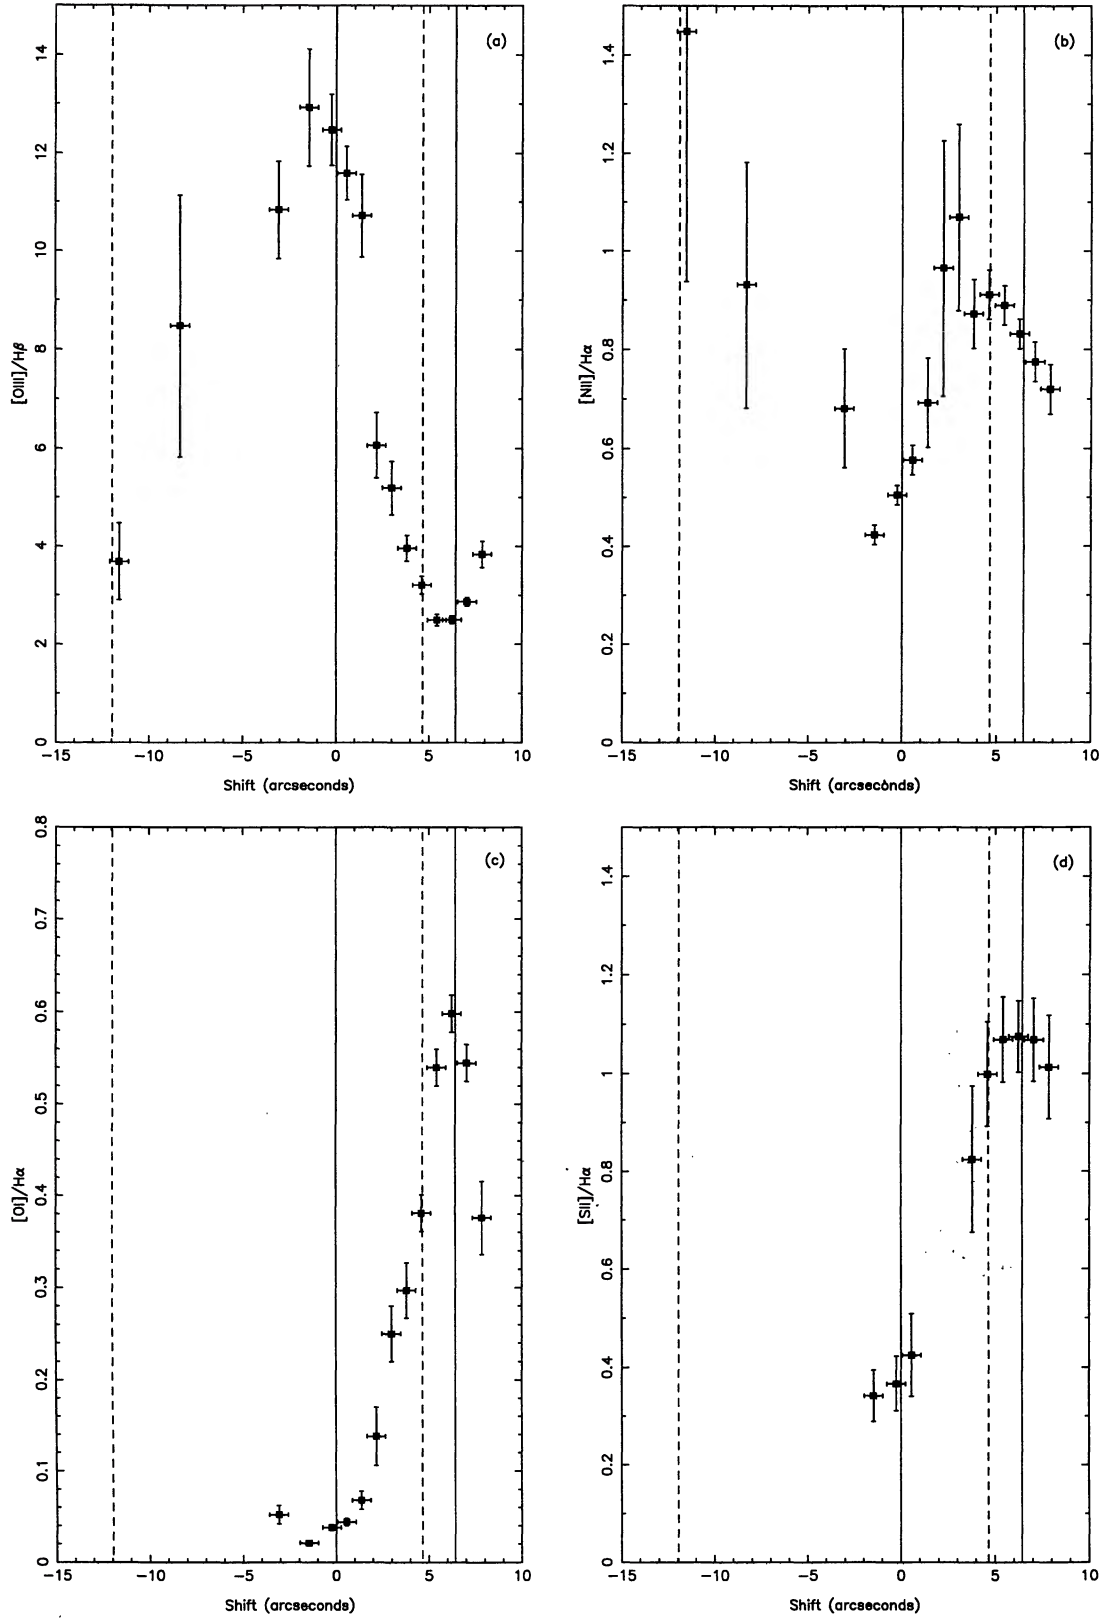 (a)
14
12
10
8
6
4
2
0
[OIII]/Hβ
−15 −10 −5 0 5 10
Shift (arcseconds)
(b)
1.4
1.2
1
0.8
0.6
0.4
0.2
0
[NII]/Hα
−15 −10 −5 0 5 10
Shift (arcseconds)
(c)
0.8
0.7
0.6
0.5
0.4
0.3
0.2
0.1
0
[OI]/Hα
−15 −10 −5 0 5 10
Shift (arcseconds)
(d)
1.4
1.2
1
0.8
0.6
0.4
0.2
0
[SII]/Hα
−15 −10 −5 0 5 10
Shift (arcseconds)